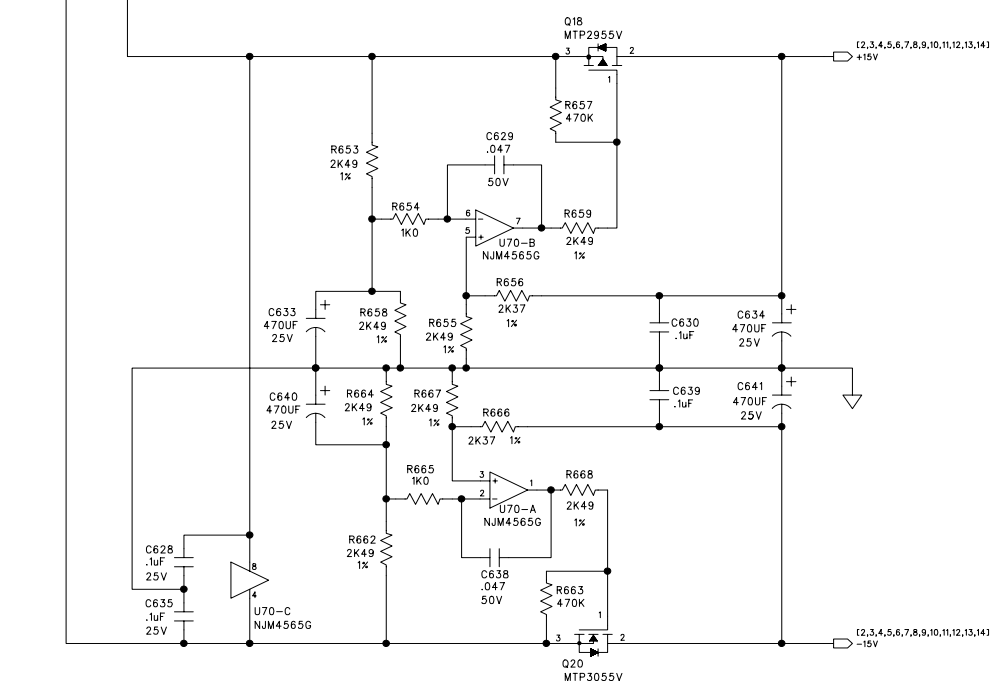 Q18
MTP2955V
3
2
1
[2,3,4,5,6,7,8,9,10,11,12,13,14]
+15V
R657
470K
C629
.047
50V
R653
2K49
1%
R654
1K0
6
-
5
+
7
U70-B
NJM4565G
R659
2K49
1%
R656
2K37
1%
C633
470UF
25V
+
R658
2K49
1%
R655
2K49
1%
C630
.1uF
C634
470UF
25V
+
C640
470UF
25V
+
R664
2K49
1%
R667
2K49
1%
R666
2K37 1%
C639
.1uF
C641
470UF
25V
+
R665
1K0
3
+
2
-
1
U70-A
NJM4565G
R668
2K49
1%
R662
2K49
1%
C638
.047
50V
C628
.1uF
25V
C635
.1uF
25V
8
4
U70-C
NJM4565G
R663
470K
1
3
2
Q20
MTP3055V
[2,3,4,5,6,7,8,9,10,11,12,13,14]
-15V